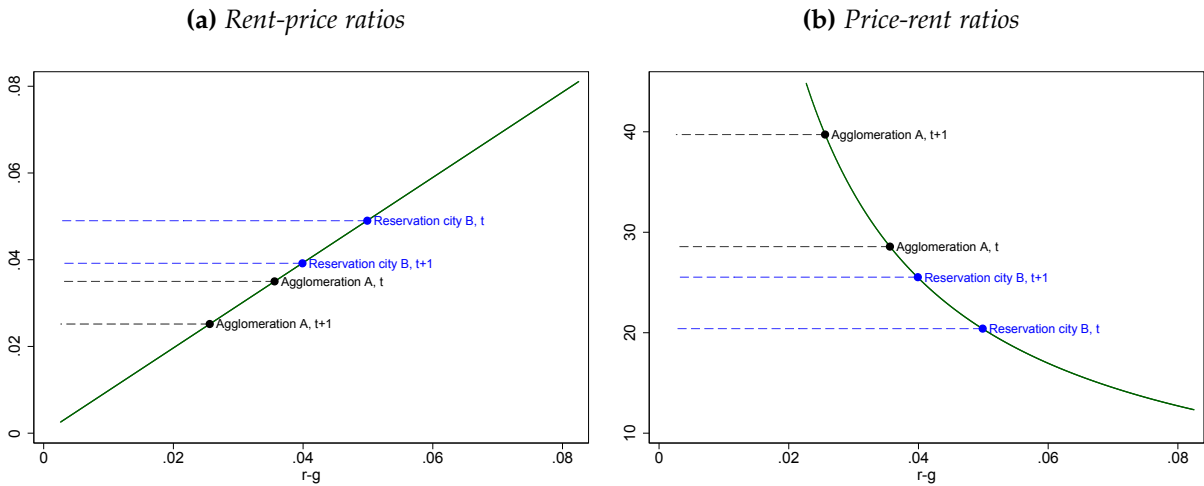 (a) Rent-price ratios
.08
.06
.04
.02
0
Reservation city B, t
Reservation city B, t+1
Agglomeration A, t
Agglomeration A, t+1
0 .02 .04 .06 .08
r-g
(b) Price-rent ratios
40
30
20
10
Agglomeration A, t+1
Agglomeration A, t
Reservation city B, t+1
Reservation city B, t
0 .02 .04 .06 .08
r-g